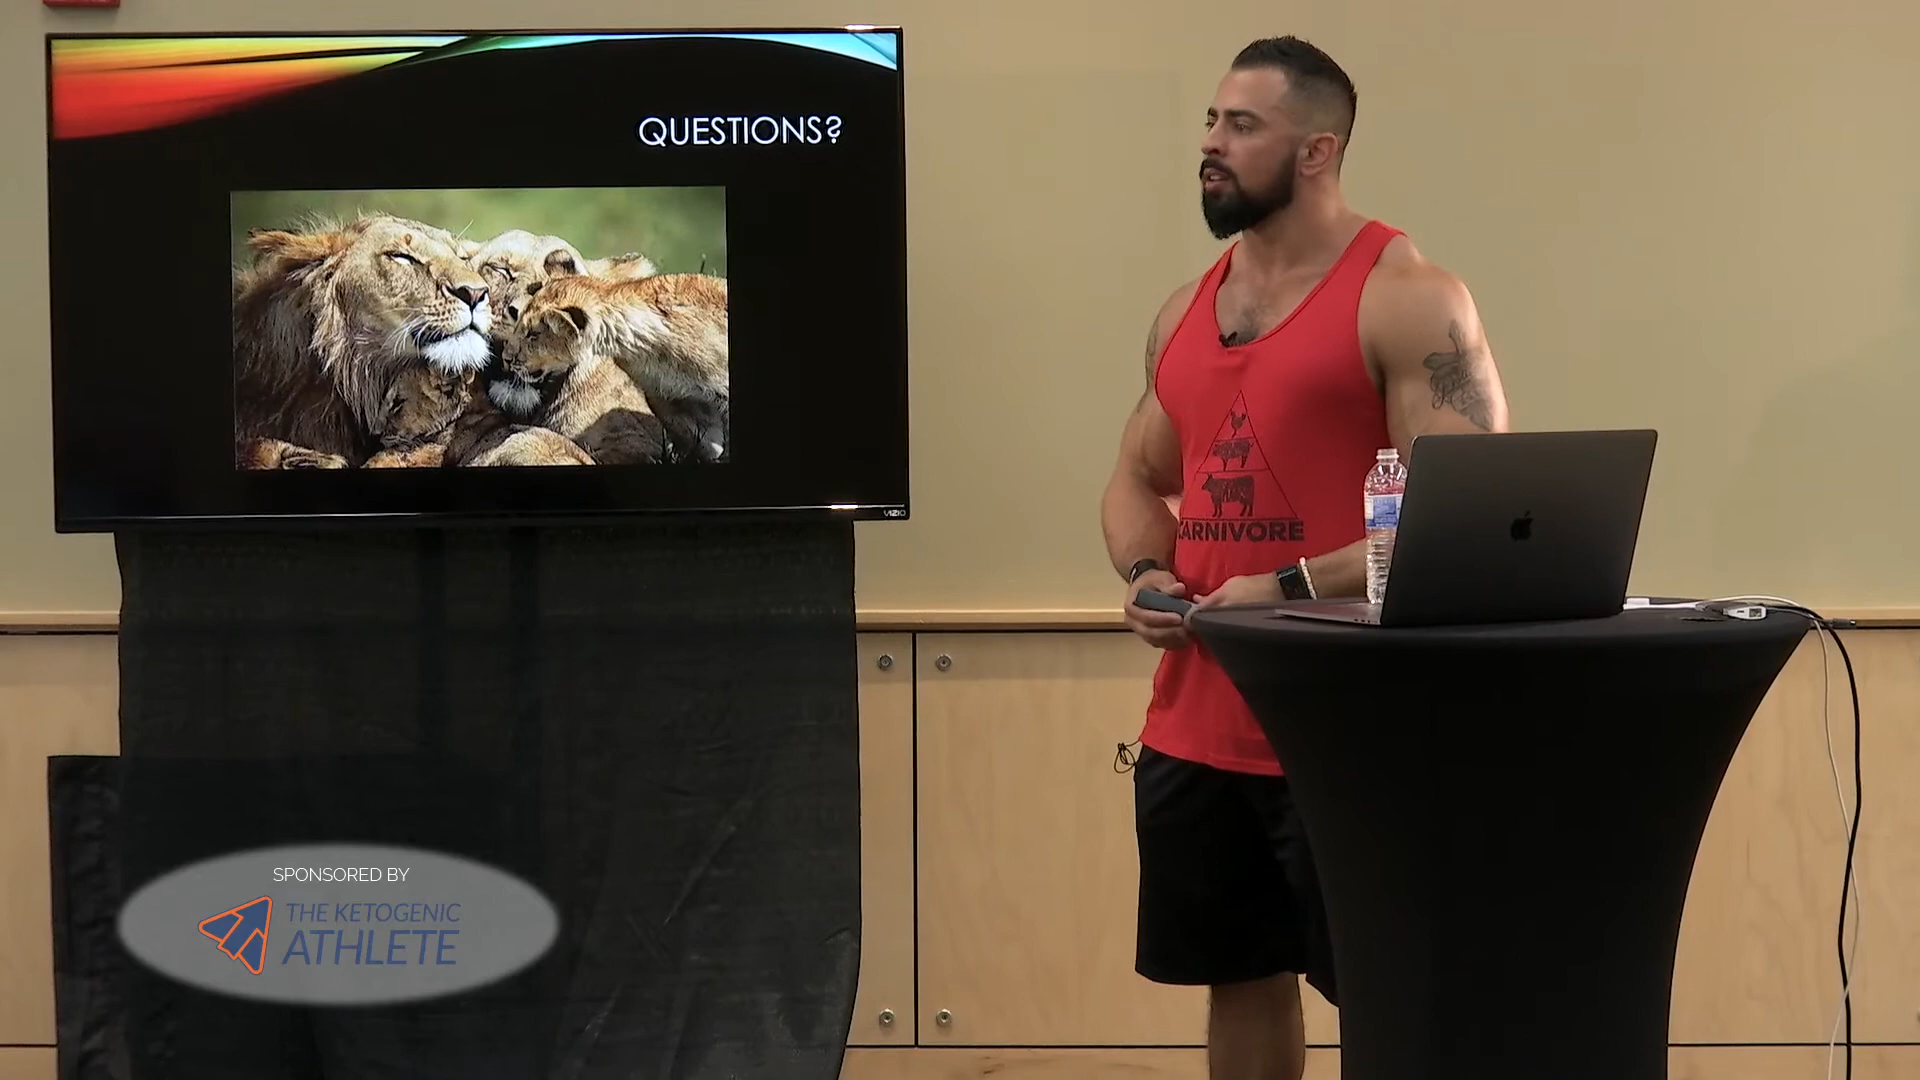 QUESTIONS?
VIZIO
CARNIVORE
SPONSORED BY
THE KETOGENIC
ATHLETE